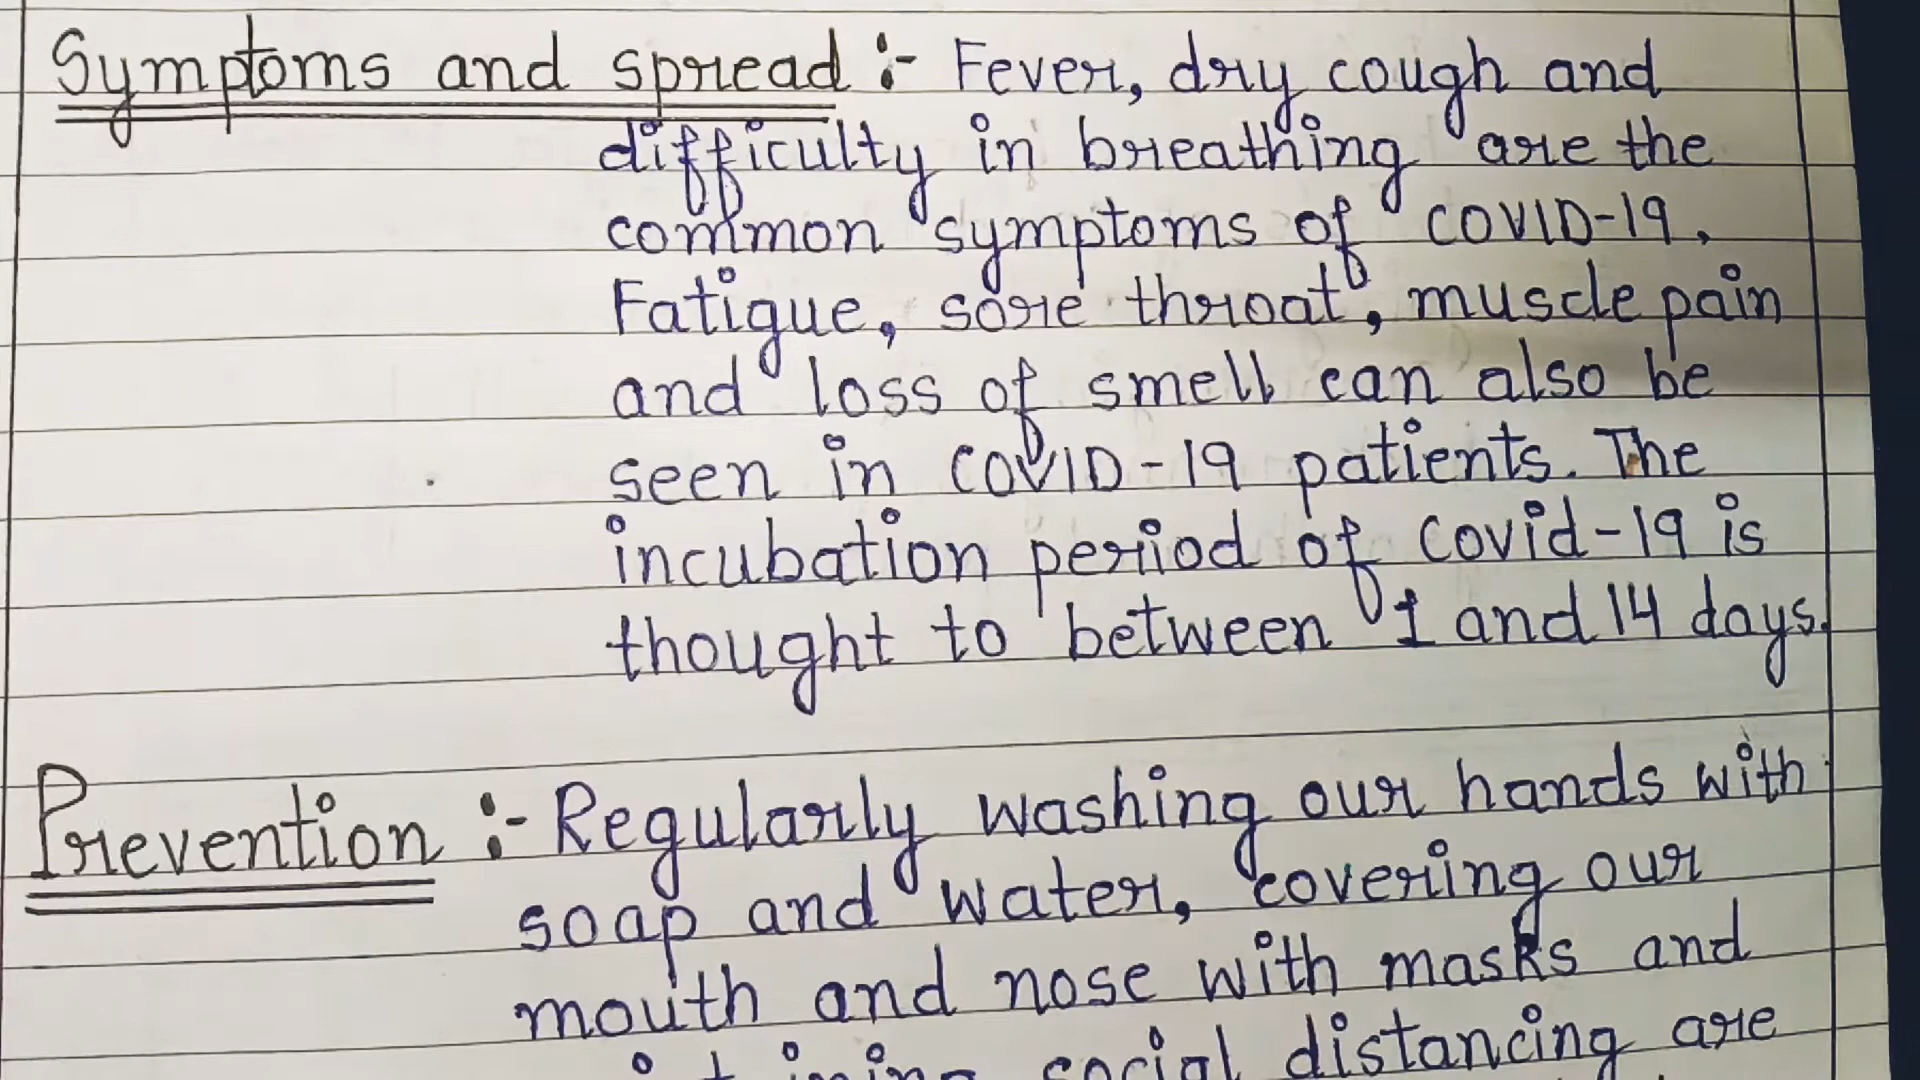 Symptoms and spread :- Fever, dry cough and
difficulty in breathing are the
common symptoms of COVID-19.
Fatigue, sore throat, muscle pain
and loss of smell can also be
seen in COVID-19 patients. The
incubation period of covid-19 is
thought to between 1 and 14 days.
Prevention :- Regularly washing our hands with
soap and water, covering our
mouth and nose with masks and
social distancing are